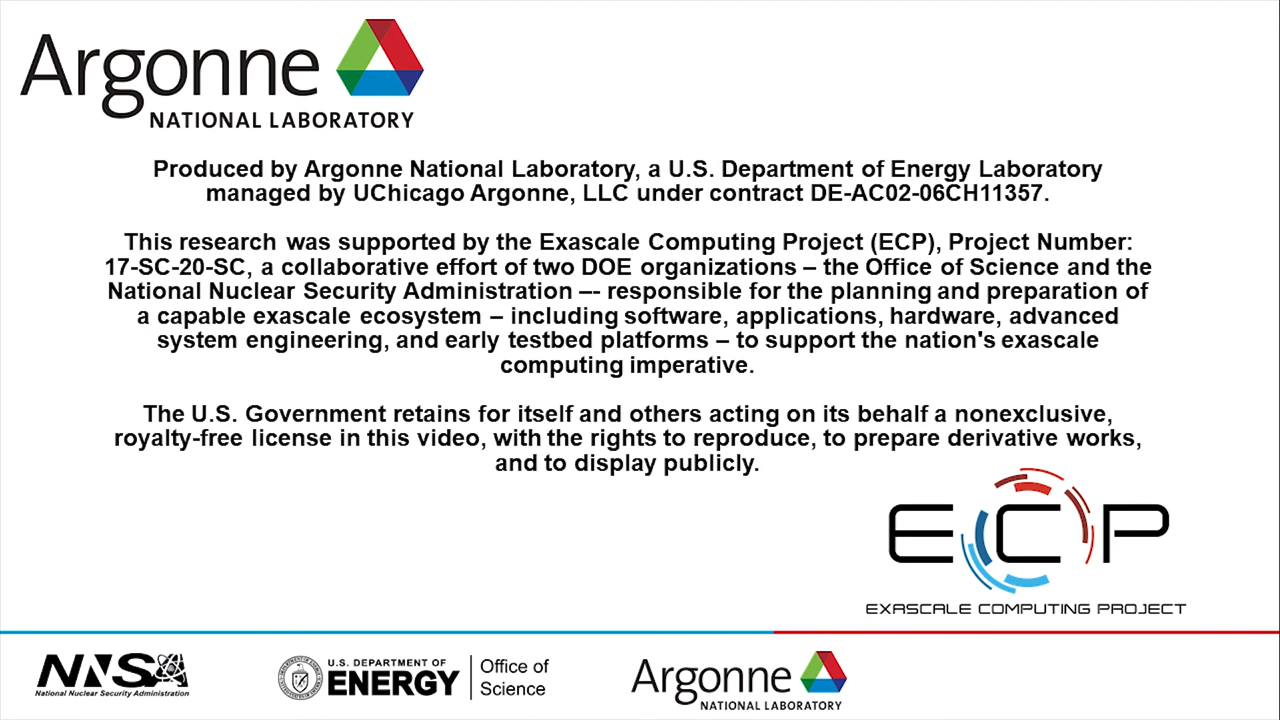 Argonne
NATIONAL LABORATORY
Produced by Argonne National Laboratory, a U.S. Department of Energy Laboratory
managed by UChicago Argonne, LLC under contract DE-AC02-06CH11357.
This research was supported by the Exascale Computing Project (ECP), Project Number:
17-SC-20-SC, a collaborative effort of two DOE organizations – the Office of Science and the
National Nuclear Security Administration –- responsible for the planning and preparation of
a capable exascale ecosystem – including software, applications, hardware, advanced
system engineering, and early testbed platforms – to support the nation's exascale
computing imperative.
The U.S. Government retains for itself and others acting on its behalf a nonexclusive,
royalty-free license in this video, with the rights to reproduce, to prepare derivative works,
and to display publicly.
ECP
EXASCALE COMPUTING PROJECT
NNSA
National Nuclear Security Administration
U.S. DEPARTMENT OF
ENERGY
Office of
Science
Argonne
NATIONAL LABORATORY